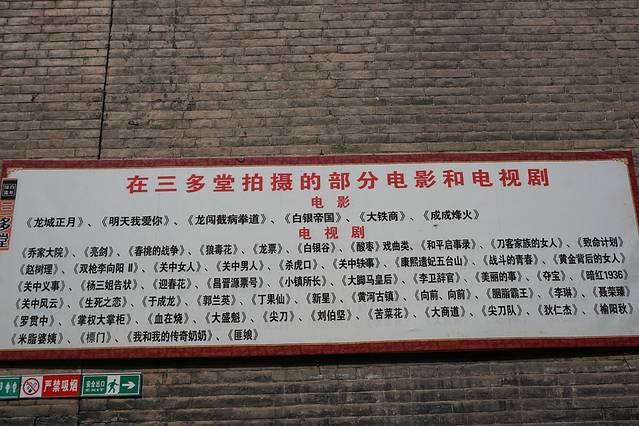 在三多堂拍摄的部分电影和电视剧
电影
《龙城正月》、《明天我爱你》、《龙闯截病拳道》、《白银帝国》、《大铁商》、《成成烽火》
电视剧
《乔家大院》、《亮剑》、《春桃的战争》、《狼毒花》、《龙票》、《白银谷》、《酸枣》戏曲类、《和平启事录》、《刀客家族的女人》、《致命计划》
《赵树理》、《双枪李向阳 II》、《关中女人》、《关中男人》、《杀虎口》、《关中轶事》、《康熙遗妃五台山》、《战斗的青春》、《黄金背后的女人》
《关中义事》、《杨三姐告状》、《迎春花》、《昌晋源票号》、《小镇所长》、《大脚马皇后》、《李卫辞官》、《美丽的事》、《夺宝》、《暗红1936》
《关中风云》、《生死之恋》、《于成龙》、《郭兰英》、《丁果仙》、《新星》、《黄河古镇》、《向前、向前》、《胭脂霸王》、《李琳》、《聂荣臻》
《罗贯中》、《掌权大掌柜》、《血在烧》、《大盛魁》、《尖刀》、《刘伯坚》、《苦菜花》、《大商道》、《尖刀队》、《狄仁杰》、《榆阳秋》
《米脂婆姨》、《镖门》、《我和我的传奇奶奶》、《匪娘》
三多堂
严禁吸烟
安全出口
EXIT